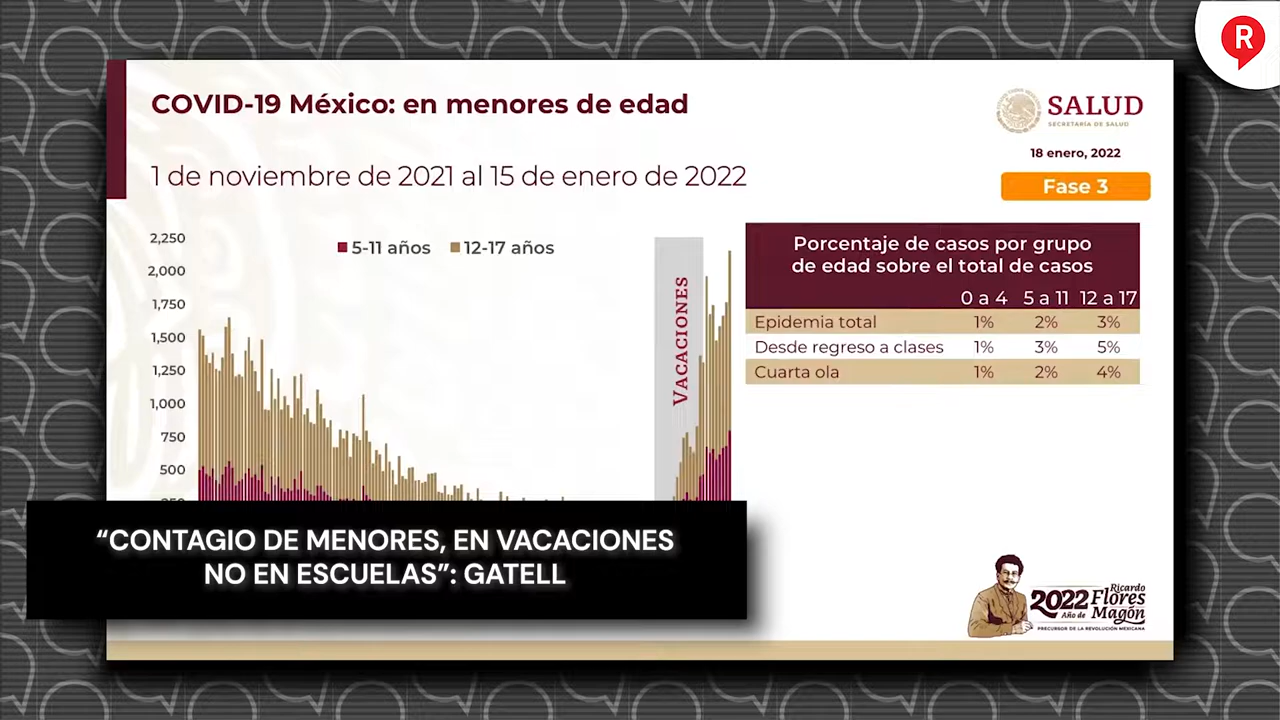 R
COVID-19 México: en menores de edad
SALUD
SECRETARÍA DE SALUD
18 enero, 2022
1 de noviembre de 2021 al 15 de enero de 2022
Fase 3
2,250
2,000
1,750
1,500
1,250
1,000
750
500
5-11 años
12-17 años
VACACIONES
Porcentaje de casos por grupo
de edad sobre el total de casos
0 a 4 5 a 11 12 a 17
Epidemia total 1% 2% 3%
Desde regreso a clases 1% 3% 5%
Cuarta ola 1% 2% 4%
“CONTAGIO DE MENORES, EN VACACIONES
NO EN ESCUELAS”: GATELL
2022 Ricardo
Año de Flores
Magón
PRECURSOR DE LA REVOLUCIÓN MEXICANA